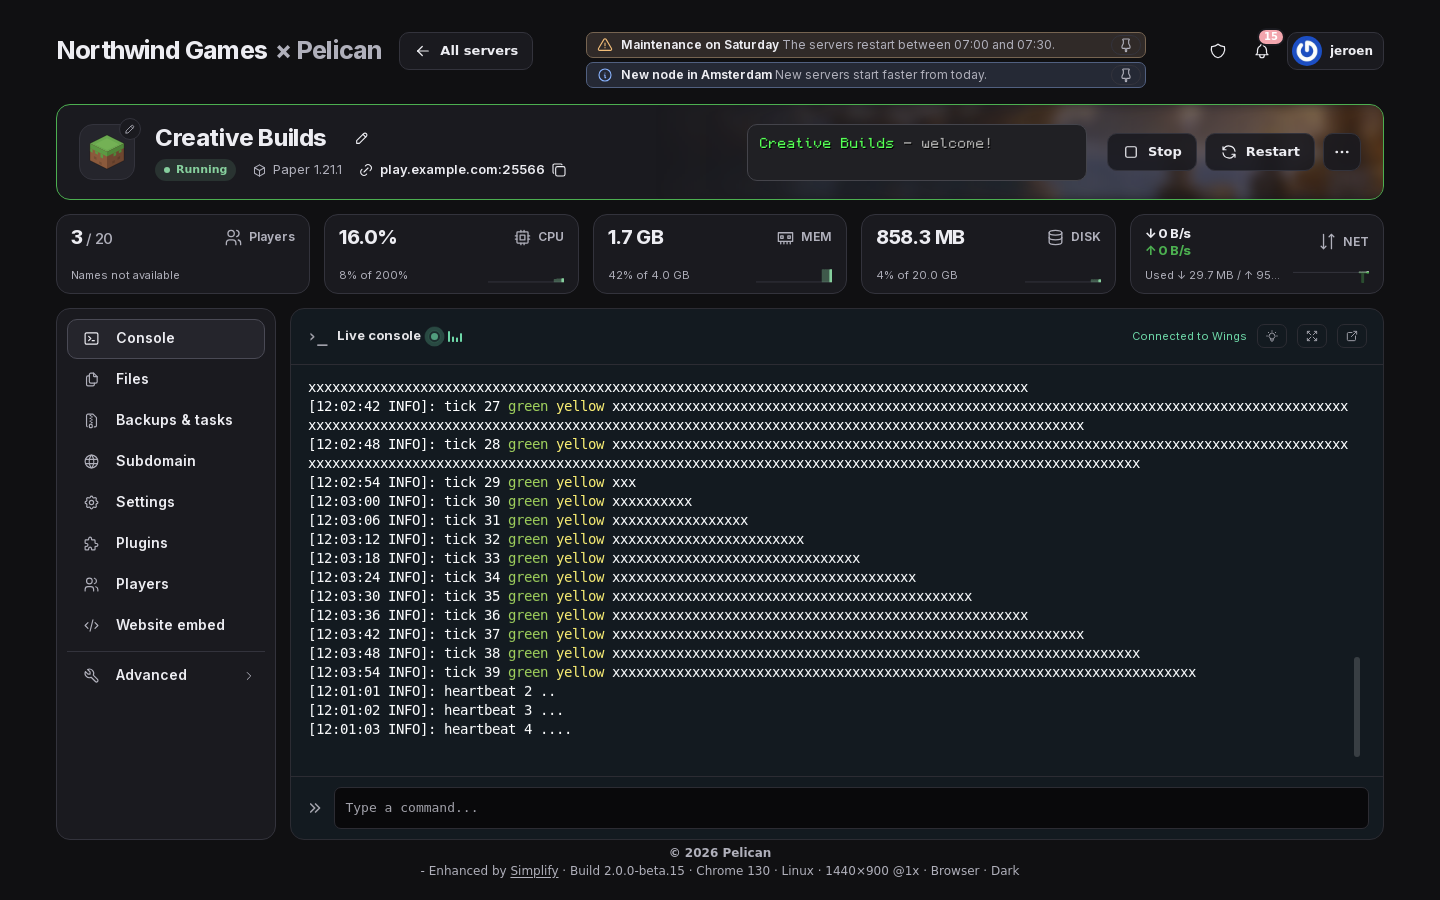 Northwind Games × Pelican
All servers
Maintenance on Saturday The servers restart between 07:00 and 07:30.
New node in Amsterdam New servers start faster from today.
15
jeroen
Creative Builds
Running
Paper 1.21.1
play.example.com:25566
Creative Builds – welcome!
Stop
Restart
3 / 20
Players
Names not available
16.0%
CPU
8% of 200%
1.7 GB
MEM
42% of 4.0 GB
858.3 MB
DISK
4% of 20.0 GB
↓ 0 B/s
↑ 0 B/s
NET
Used ↓ 29.7 MB / ↑ 95...
Console
Files
Backups & tasks
Subdomain
Settings
Plugins
Players
Website embed
Advanced
Live console
Connected to Wings
xxxxxxxxxxxxxxxxxxxxxxxxxxxxxxxxxxxxxxxxxxxxxxxxxxxxxxxxxxxxxxxxxxxxxxxxxxxxxxxxxxxxxxxxxx
[12:02:42 INFO]: tick 27 green yellow xxxxxxxxxxxxxxxxxxxxxxxxxxxxxxxxxxxxxxxxxxxxxxxxxxxxxxxxxxxxxxxxxxxxxxxxxxxxxxxxxxxxxxxxxxxx
xxxxxxxxxxxxxxxxxxxxxxxxxxxxxxxxxxxxxxxxxxxxxxxxxxxxxxxxxxxxxxxxxxxxxxxxxxxxxxxxxxxxxxxxxxxxxxxxx
[12:02:48 INFO]: tick 28 green yellow xxxxxxxxxxxxxxxxxxxxxxxxxxxxxxxxxxxxxxxxxxxxxxxxxxxxxxxxxxxxxxxxxxxxxxxxxxxxxxxxxxxxxxxxxxxx
xxxxxxxxxxxxxxxxxxxxxxxxxxxxxxxxxxxxxxxxxxxxxxxxxxxxxxxxxxxxxxxxxxxxxxxxxxxxxxxxxxxxxxxxxxxxxxxxxxxxxxxx
[12:02:54 INFO]: tick 29 green yellow xxx
[12:03:00 INFO]: tick 30 green yellow xxxxxxxxxx
[12:03:06 INFO]: tick 31 green yellow xxxxxxxxxxxxxxxxx
[12:03:12 INFO]: tick 32 green yellow xxxxxxxxxxxxxxxxxxxxxxxx
[12:03:18 INFO]: tick 33 green yellow xxxxxxxxxxxxxxxxxxxxxxxxxxxxxxx
[12:03:24 INFO]: tick 34 green yellow xxxxxxxxxxxxxxxxxxxxxxxxxxxxxxxxxxxxxx
[12:03:30 INFO]: tick 35 green yellow xxxxxxxxxxxxxxxxxxxxxxxxxxxxxxxxxxxxxxxxxxxxx
[12:03:36 INFO]: tick 36 green yellow xxxxxxxxxxxxxxxxxxxxxxxxxxxxxxxxxxxxxxxxxxxxxxxxxxxx
[12:03:42 INFO]: tick 37 green yellow xxxxxxxxxxxxxxxxxxxxxxxxxxxxxxxxxxxxxxxxxxxxxxxxxxxxxxxxxxx
[12:03:48 INFO]: tick 38 green yellow xxxxxxxxxxxxxxxxxxxxxxxxxxxxxxxxxxxxxxxxxxxxxxxxxxxxxxxxxxxxxxxxxx
[12:03:54 INFO]: tick 39 green yellow xxxxxxxxxxxxxxxxxxxxxxxxxxxxxxxxxxxxxxxxxxxxxxxxxxxxxxxxxxxxxxxxxxxxxxxxx
[12:01:01 INFO]: heartbeat 2 ..
[12:01:02 INFO]: heartbeat 3 ...
[12:01:03 INFO]: heartbeat 4 ....
Type a command...
© 2026 Pelican
- Enhanced by Simplify · Build 2.0.0-beta.15 · Chrome 130 · Linux · 1440×900 @1x · Browser · Dark